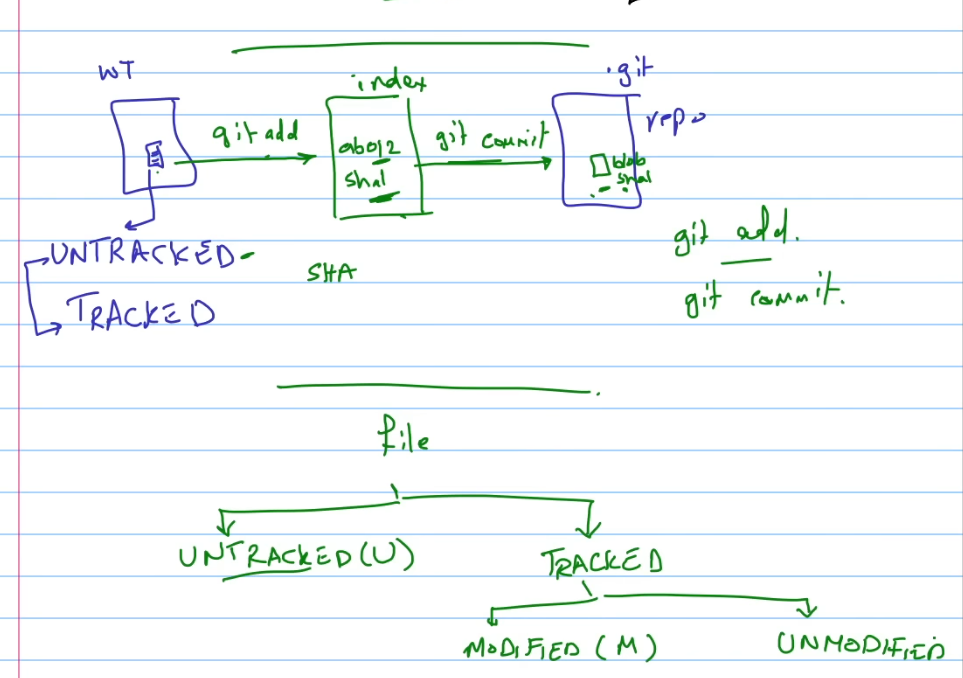 WT
index
.git
repo
git add
git commit
ab012
sha1
blob
sha1
UNTRACKED
TRACKED
SHA
git add.
git commit.
file
UNTRACKED (U)
TRACKED
MODIFIED (M)
UNMODIFIED